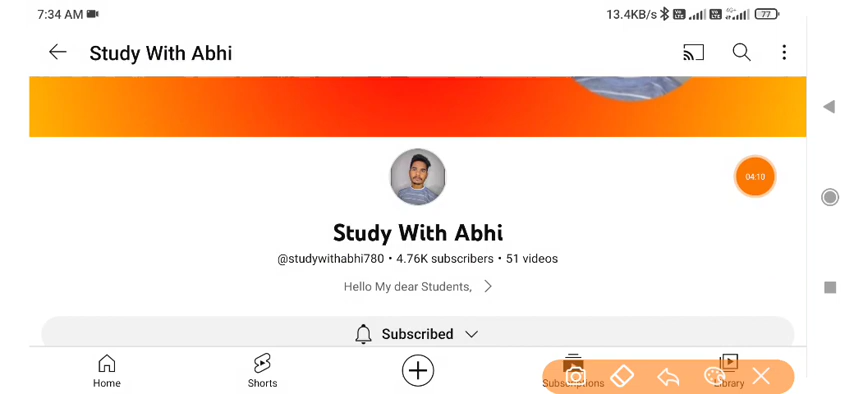 7:34 AM 13.4KB/s 4G+ 77
Study With Abhi
04:10
Study With Abhi
@studywithabhi780 • 4.76K subscribers • 51 videos
Hello My dear Students,
Subscribed
Home Shorts Subscriptions Library